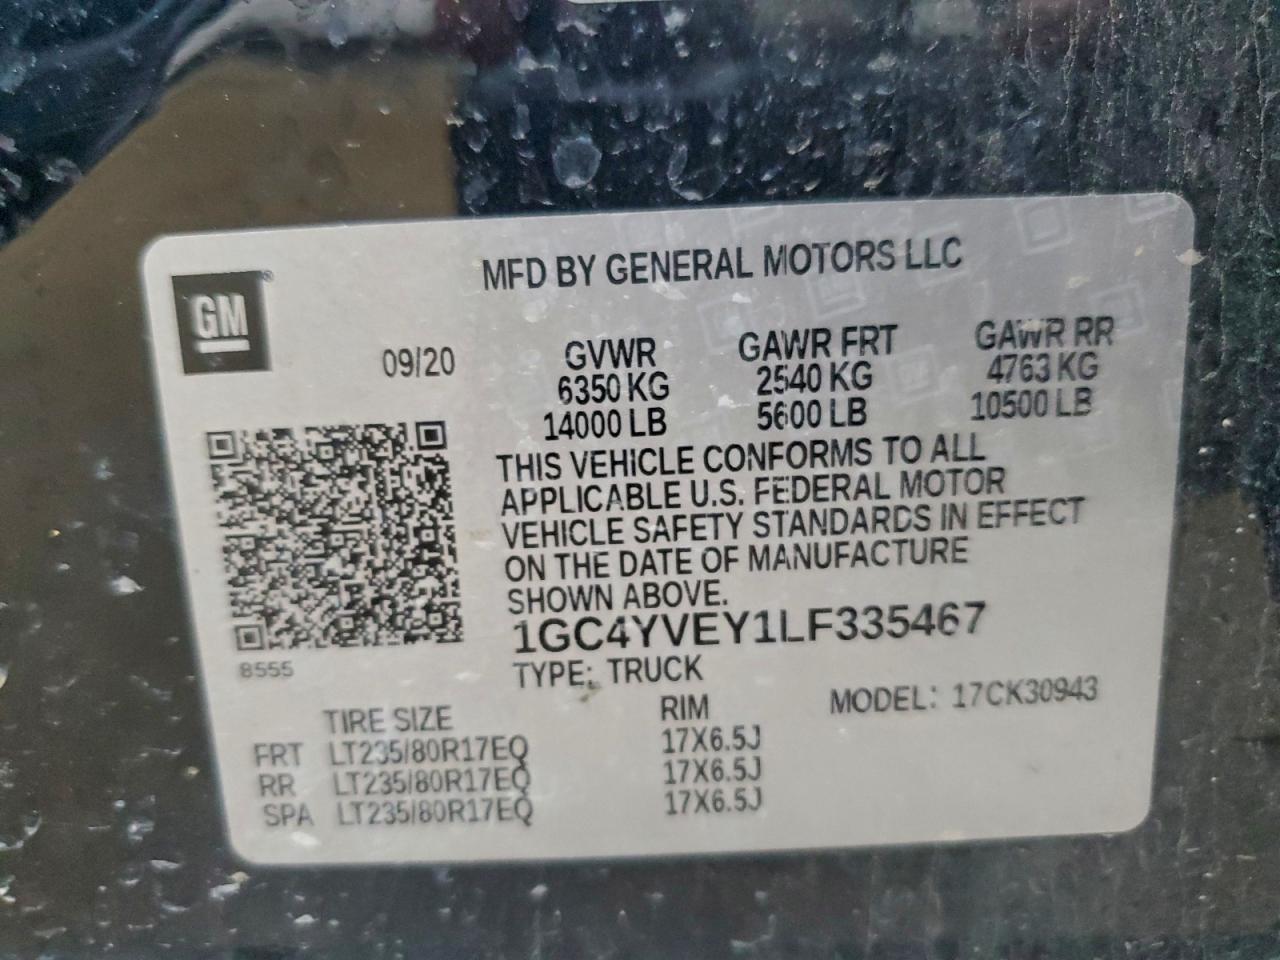 MFD BY GENERAL MOTORS LLC
GM
09/20
GVWR GAWR FRT GAWR RR
6350 KG 2540 KG 4763 KG
14000 LB 5600 LB 10500 LB
THIS VEHICLE CONFORMS TO ALL
APPLICABLE U.S. FEDERAL MOTOR
VEHICLE SAFETY STANDARDS IN EFFECT
ON THE DATE OF MANUFACTURE
SHOWN ABOVE.
1GC4YVEY1LF335467
8555
TYPE: TRUCK
MODEL: 17CK30943
TIRE SIZE RIM
FRT LT235/80R17EQ 17X6.5J
RR LT235/80R17EQ 17X6.5J
SPA LT235/80R17EQ 17X6.5J